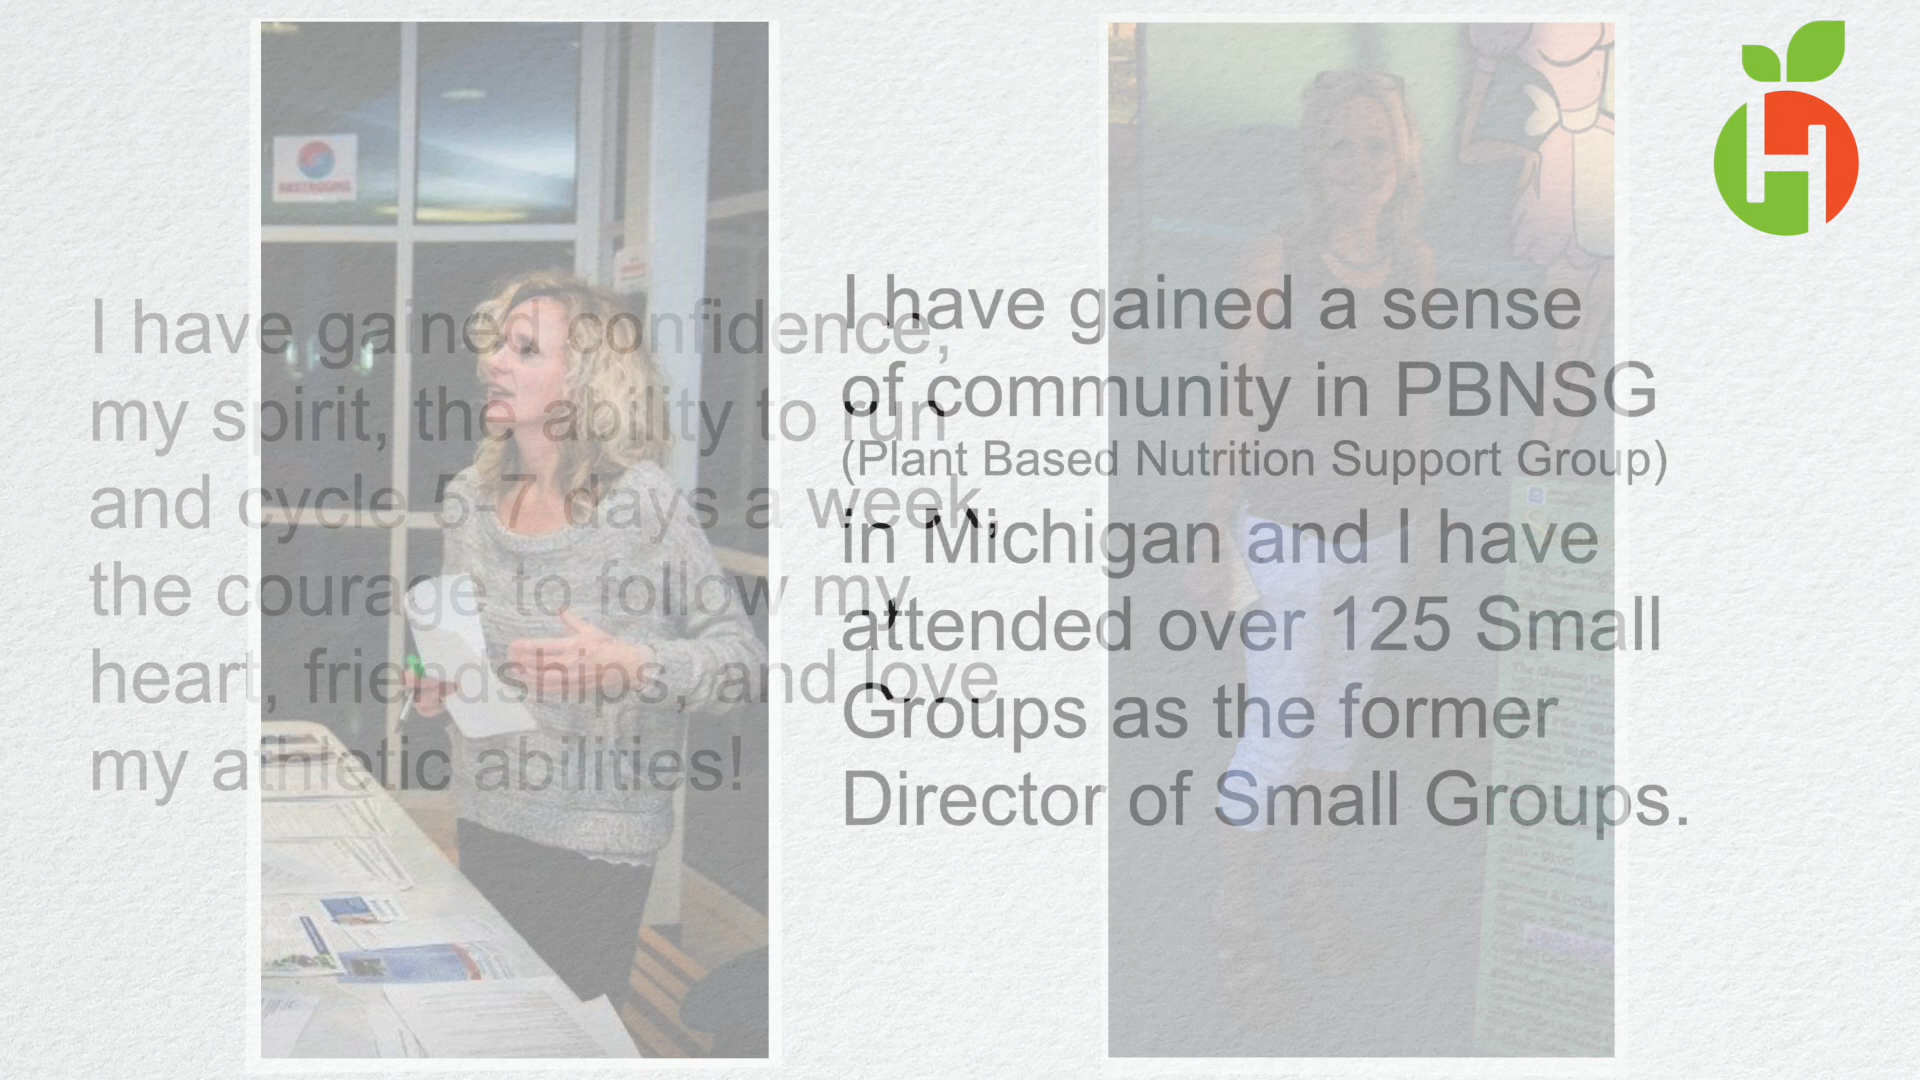 RESTROOMS
I have gained confidence,
my spirit, the ability to run
and cycle 5-7 days a week,
the courage to follow my
heart, friendships, and love
my athletic abilities!
I have gained a sense
of community in PBNSG
(Plant Based Nutrition Support Group)
in Michigan and I have
attended over 125 Small
Groups as the former
Director of Small Groups.